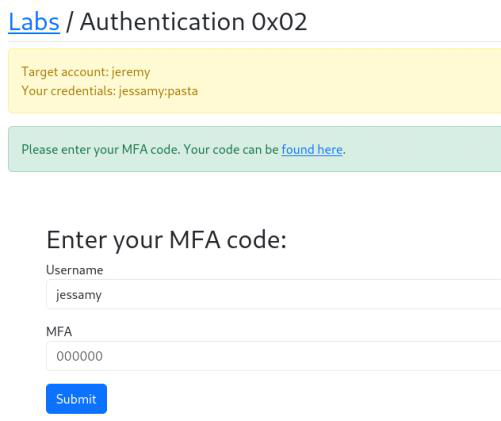 Labs / Authentication 0x02
Target account: jeremy
Your credentials: jessamy:pasta
Please enter your MFA code. Your code can be found here.
Enter your MFA code:
Username
jessamy
MFA
000000
Submit